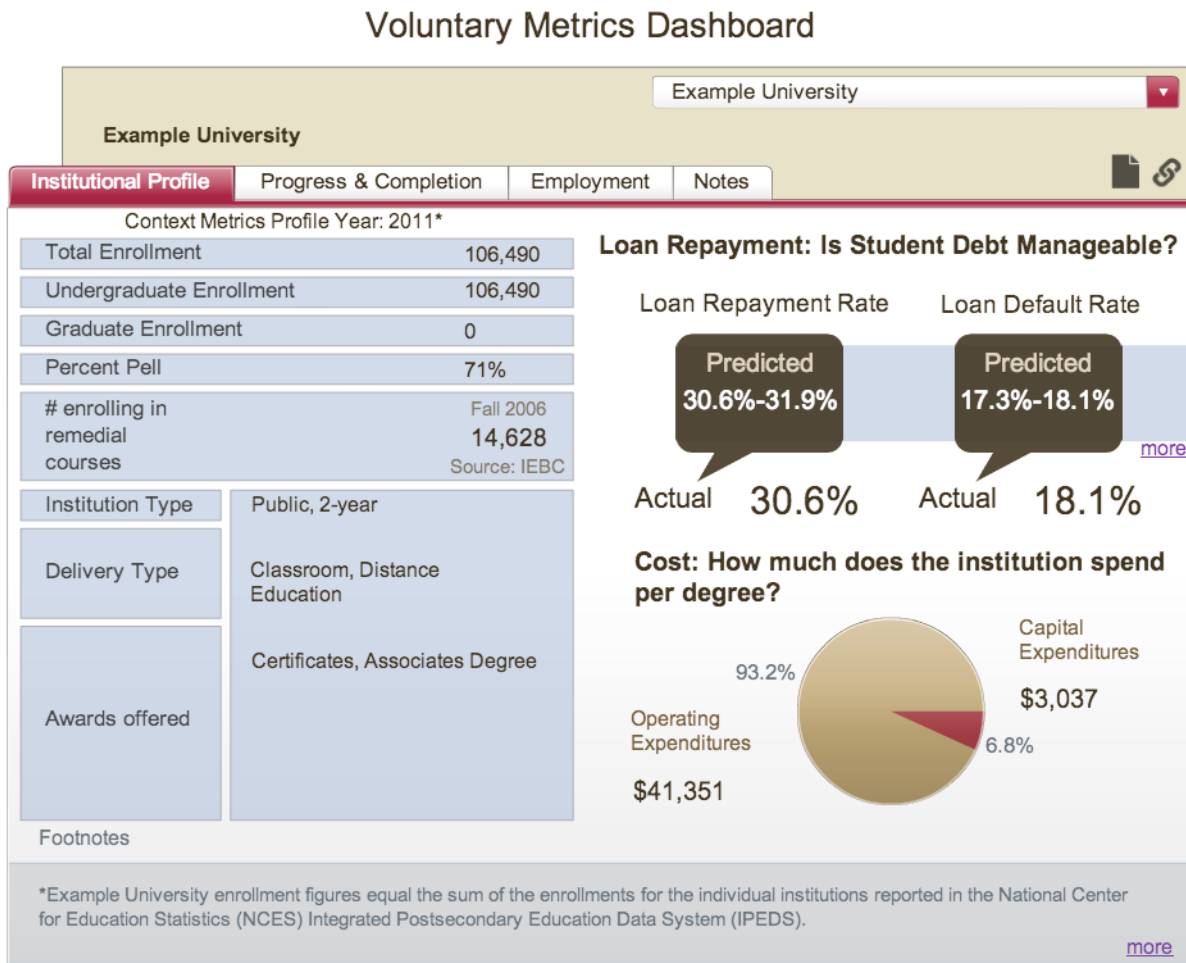 Voluntary Metrics Dashboard
Example University
Example University
Institutional Profile
Progress & Completion
Employment
Notes
Context Metrics Profile Year: 2011*
Total Enrollment 106,490
Undergraduate Enrollment 106,490
Graduate Enrollment 0
Percent Pell 71%
# enrolling in
remedial
courses
Fall 2006
14,628
Source: IEBC
Institution Type
Public, 2-year
Delivery Type
Classroom, Distance
Education
Awards offered
Certificates, Associates Degree
Loan Repayment: Is Student Debt Manageable?
Loan Repayment Rate
Predicted
30.6%-31.9%
Actual 30.6%
Loan Default Rate
Predicted
17.3%-18.1%
more
Actual 18.1%
Cost: How much does the institution spend
per degree?
Capital
Expenditures
$3,037
6.8%
93.2%
Operating
Expenditures
$41,351
Footnotes
*Example University enrollment figures equal the sum of the enrollments for the individual institutions reported in the National Center
for Education Statistics (NCES) Integrated Postsecondary Education Data System (IPEDS).
more